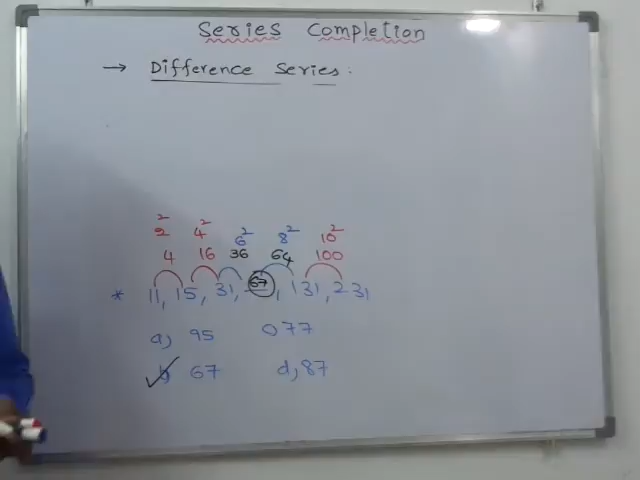 Series Completion
→ Difference Series:
2² 4² 6² 8² 10²
4 16 36 64 100
* 11, 15, 31, 67, 131, 231
a) 95 c) 77
b) 67 d) 87